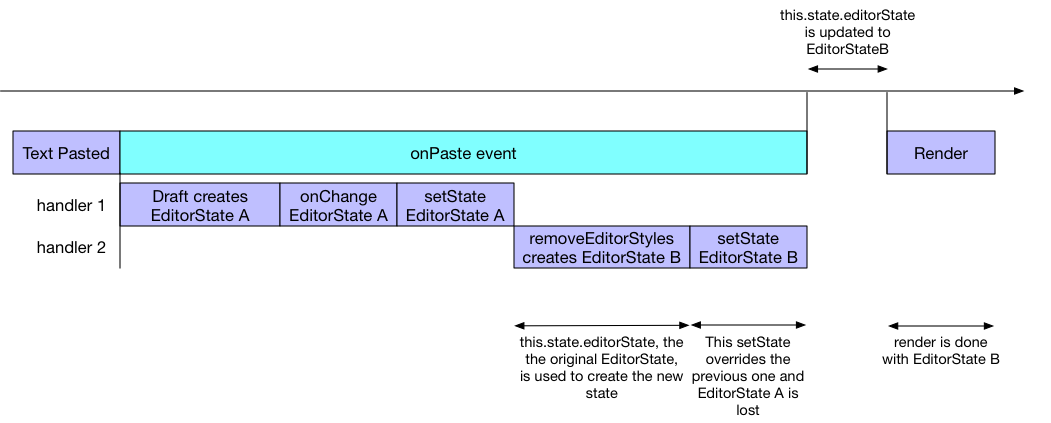 this.state.editorState
is updated to
EditorStateB
Text Pasted
onPaste event
Render
handler 1
Draft creates
EditorState A
onChange
EditorState A
setState
EditorState A
handler 2
removeEditorStyles
creates EditorState B
setState
EditorState B
this.state.editorState, the
the original EditorState,
is used to create the new
state
This setState
overrides the
previous one and
EditorState A is
lost
render is done
with EditorState B